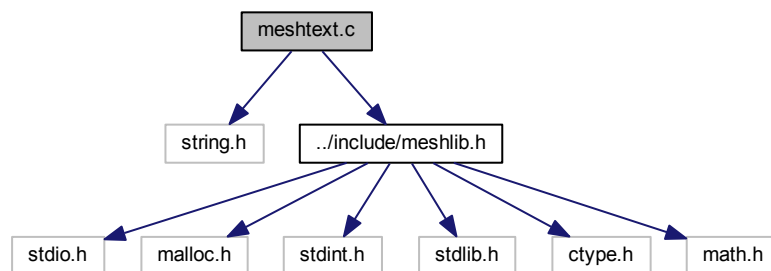 meshtext.c
string.h
../include/meshlib.h
stdio.h
malloc.h
stdint.h
stdlib.h
ctype.h
math.h